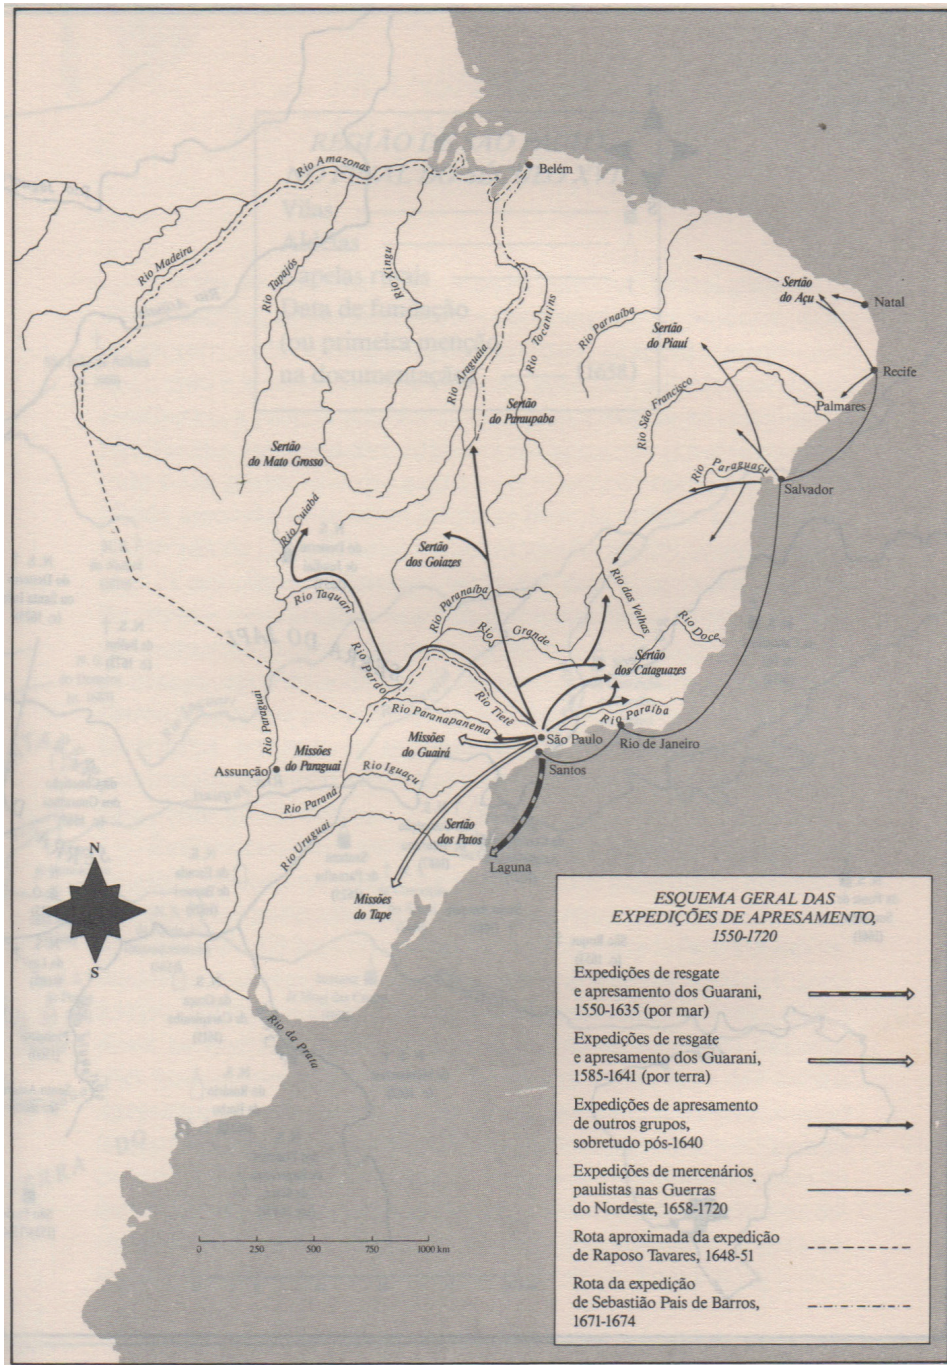 Belém
Rio Amazonas
Rio Madeira
Rio Tapajós
Rio Xingu
Rio Araguaia
Rio Tocantins
Rio Parnaíba
Sertão
do Açu
Natal
Sertão
do Piauí
Recife
Rio São Francisco
Palmares
Sertão
do Paraupaba
Sertão
do Mato Grosso
Rio Paraguaçu
Salvador
Rio Cuiabá
Sertão
dos Goiazes
Rio Taquari
Rio Paranaíba
Rio das Velhas
Rio Grande
Rio Doce
Rio Pardo
Sertão
dos Cataguazes
Rio Tietê
Rio Paraguai
Rio Paranapanema
Rio Paraíba
São Paulo
Rio de Janeiro
Missões
do Guairá
Missões
do Paraguai
Santos
Assunção
Rio Iguaçu
Rio Paraná
Sertão
dos Patos
Rio Uruguai
Laguna
Missões
do Tape
N
S
Rio da Prata
0 250 500 750 1000 km
ESQUEMA GERAL DAS
EXPEDIÇÕES DE APRESAMENTO,
1550-1720
Expedições de resgate
e apresamento dos Guarani,
1550-1635 (por mar)
Expedições de resgate
e apresamento dos Guarani,
1585-1641 (por terra)
Expedições de apresamento
de outros grupos,
sobretudo pós-1640
Expedições de mercenários
paulistas nas Guerras
do Nordeste, 1658-1720
Rota aproximada da expedição
de Raposo Tavares, 1648-51
Rota da expedição
de Sebastião Pais de Barros,
1671-1674